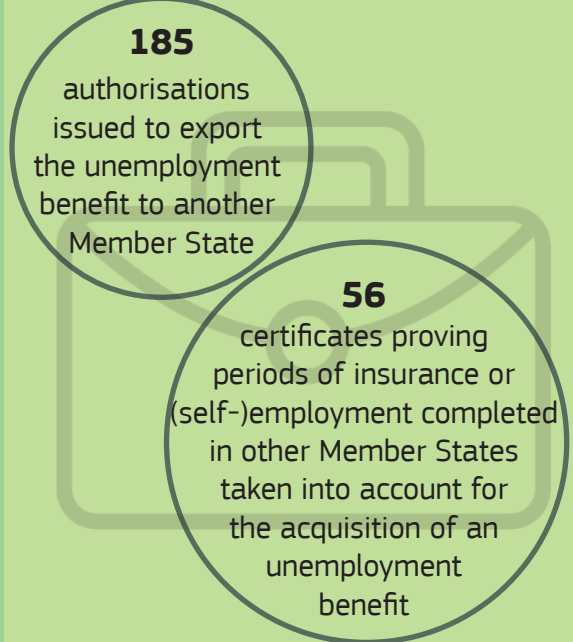 185
authorisations
issued to export
the unemployment
benefit to another
Member State
56
certificates proving
periods of insurance or
(self-)employment completed
in other Member States
taken into account for
the acquisition of an
unemployment
benefit